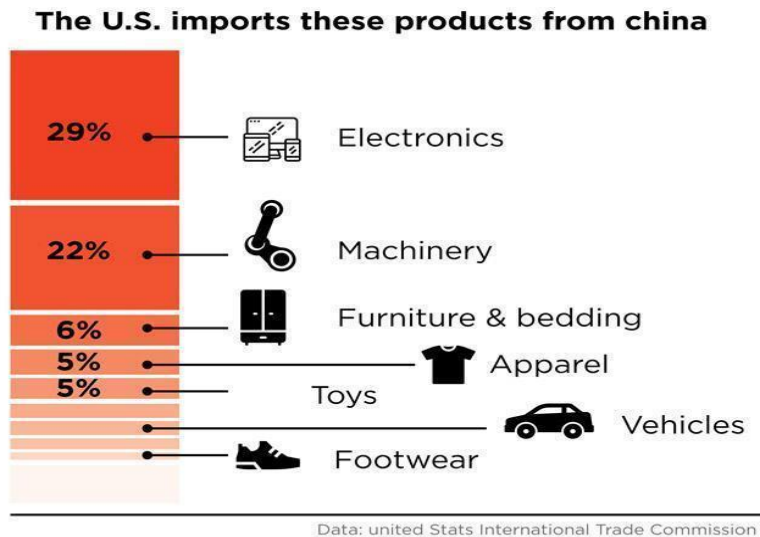 The U.S. imports these products from china
29%
Electronics
22%
Machinery
6%
Furniture & bedding
5%
Apparel
5%
Toys
Vehicles
Footwear
Data: united Stats International Trade Commission